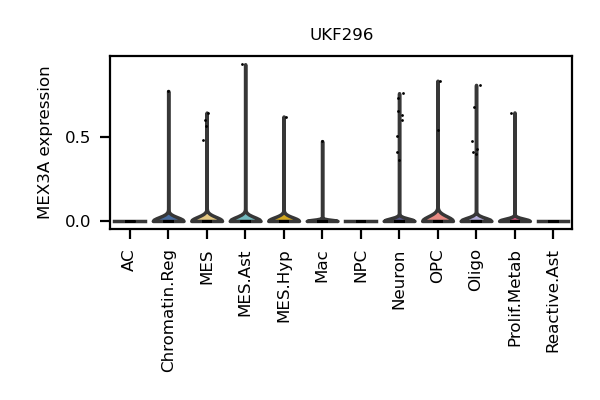 UKF296
MEX3A expression
0.5
0.0
AC
Chromatin.Reg
MES
MES.Ast
MES.Hyp
Mac
NPC
Neuron
OPC
Oligo
Prolif.Metab
Reactive.Ast